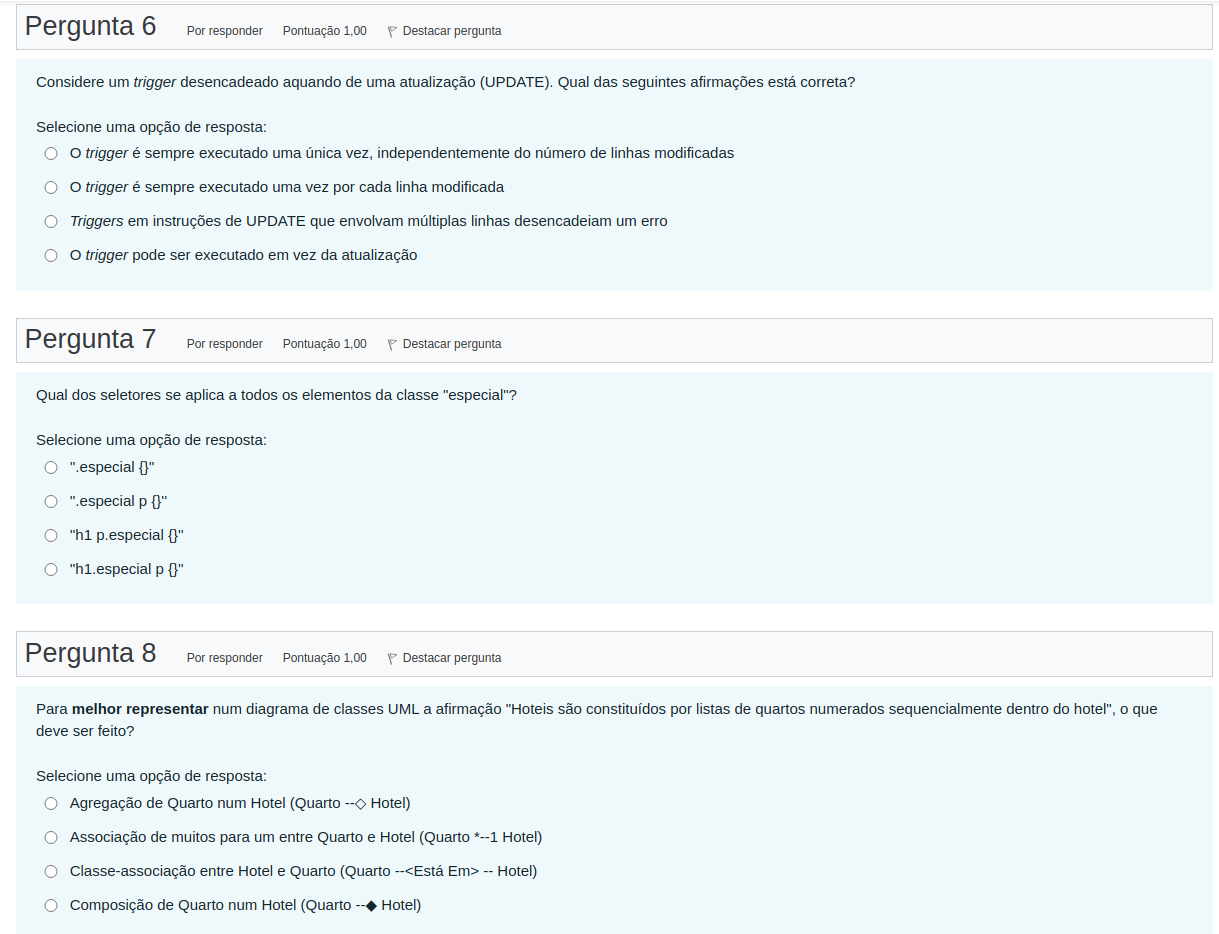 Pergunta 6 Por responder Pontuação 1,00 Destacar pergunta
Considere um trigger desencadeado aquando de uma atualização (UPDATE). Qual das seguintes afirmações está correta?
Selecione uma opção de resposta:
O trigger é sempre executado uma única vez, independentemente do número de linhas modificadas
O trigger é sempre executado uma vez por cada linha modificada
Triggers em instruções de UPDATE que envolvam múltiplas linhas desencadeiam um erro
O trigger pode ser executado em vez da atualização
Pergunta 7 Por responder Pontuação 1,00 Destacar pergunta
Qual dos seletores se aplica a todos os elementos da classe "especial"?
Selecione uma opção de resposta:
".especial {}"
".especial p {}"
"h1 p.especial {}"
"h1.especial p {}"
Pergunta 8 Por responder Pontuação 1,00 Destacar pergunta
Para melhor representar num diagrama de classes UML a afirmação "Hoteis são constituídos por listas de quartos numerados sequencialmente dentro do hotel", o que
deve ser feito?
Selecione uma opção de resposta:
Agregação de Quarto num Hotel (Quarto --◇ Hotel)
Associação de muitos para um entre Quarto e Hotel (Quarto *--1 Hotel)
Classe-associação entre Hotel e Quarto (Quarto --<Está Em> -- Hotel)
Composição de Quarto num Hotel (Quarto --◆ Hotel)